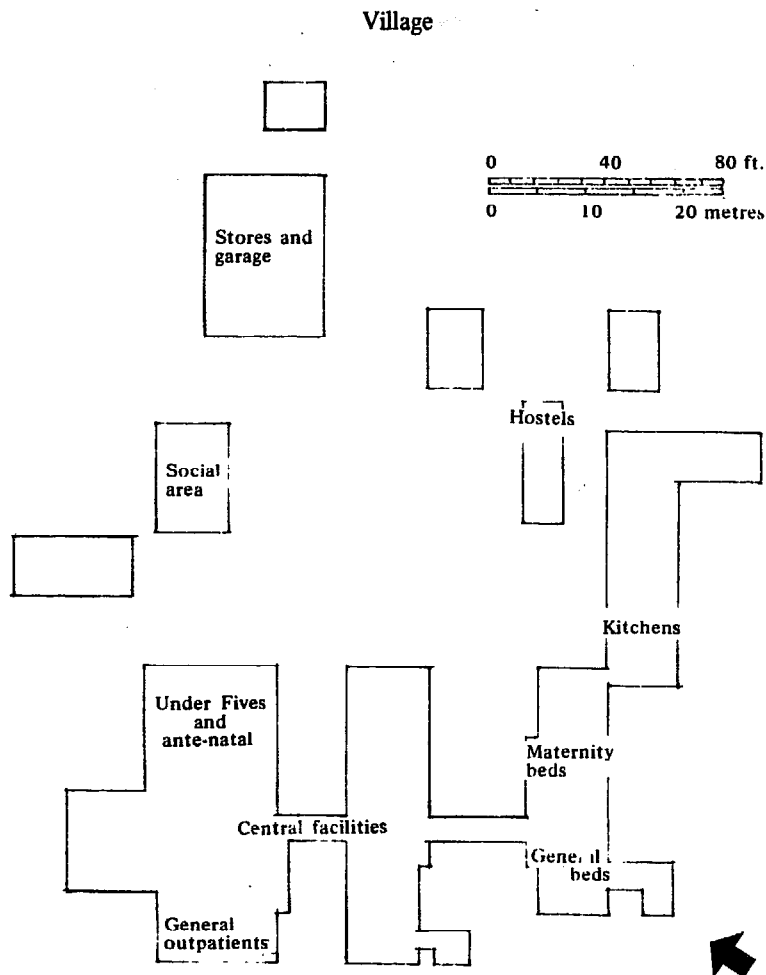 Village
0 40 80 ft.
0 10 20 metres
Stores and
garage
Hostels
Social
area
Kitchens
Under Fives
and
ante-natal
Maternity
beds
Central facilities
General
beds
General
outpatients